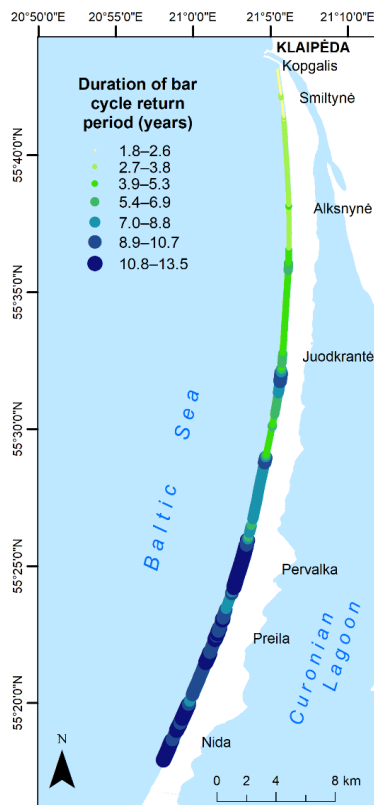 20°50'0"E 20°55'0"E 21°0'0"E 21°5'0"E 21°10'0"E
KLAIPĖDA
Kopgalis
Smiltynė
Duration of bar
cycle return
period (years)
1.8–2.6
2.7–3.8
3.9–5.3
5.4–6.9
7.0–8.8
8.9–10.7
10.8–13.5
55°40'0"N
Alksnynė
55°35'0"N
Juodkrantė
55°30'0"N
Baltic Sea
55°25'0"N
Pervalka
Preila
Curonian
Lagoon
55°20'0"N
Nida
N
0 2 4 8 km